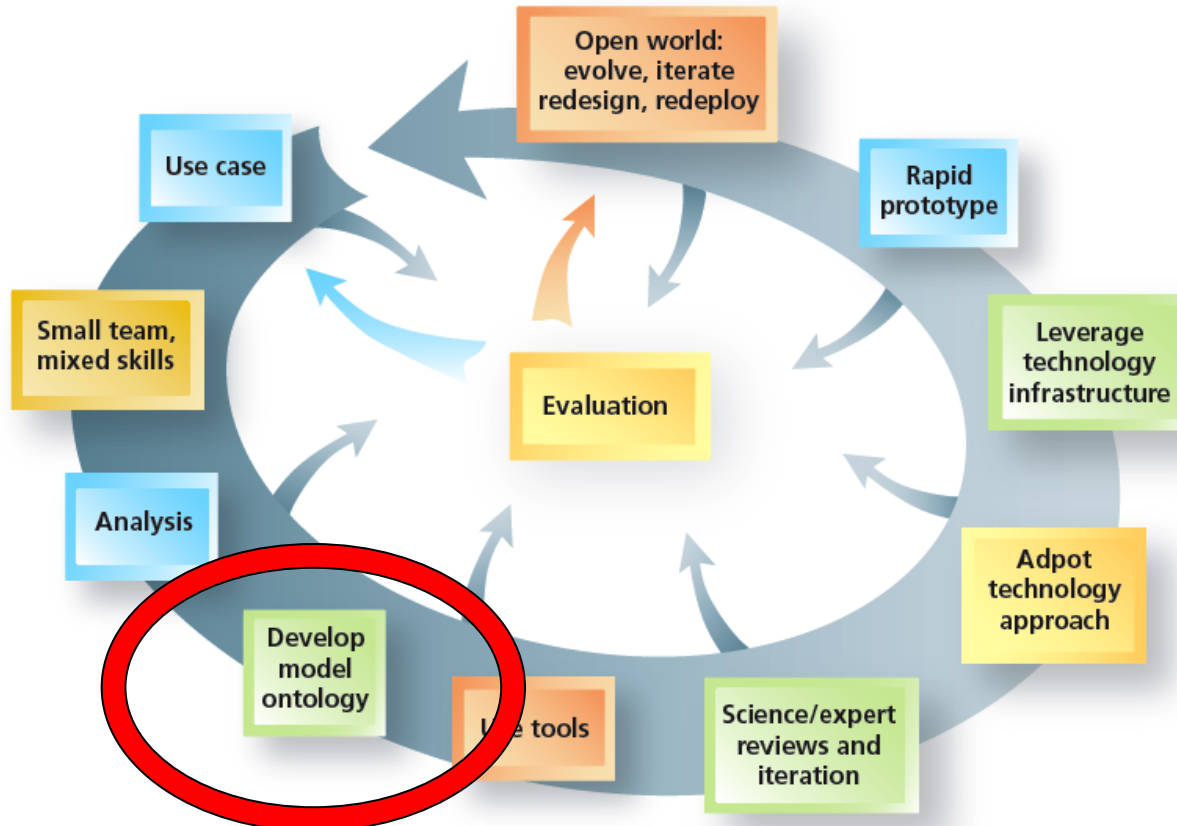 Open world:
evolve, iterate
redesign, redeploy
Use case
Rapid
prototype
Small team,
mixed skills
Leverage
technology
infrastructure
Evaluation
Analysis
Adpot
technology
approach
Develop
model
ontology
Use tools
Science/expert
reviews and
iteration